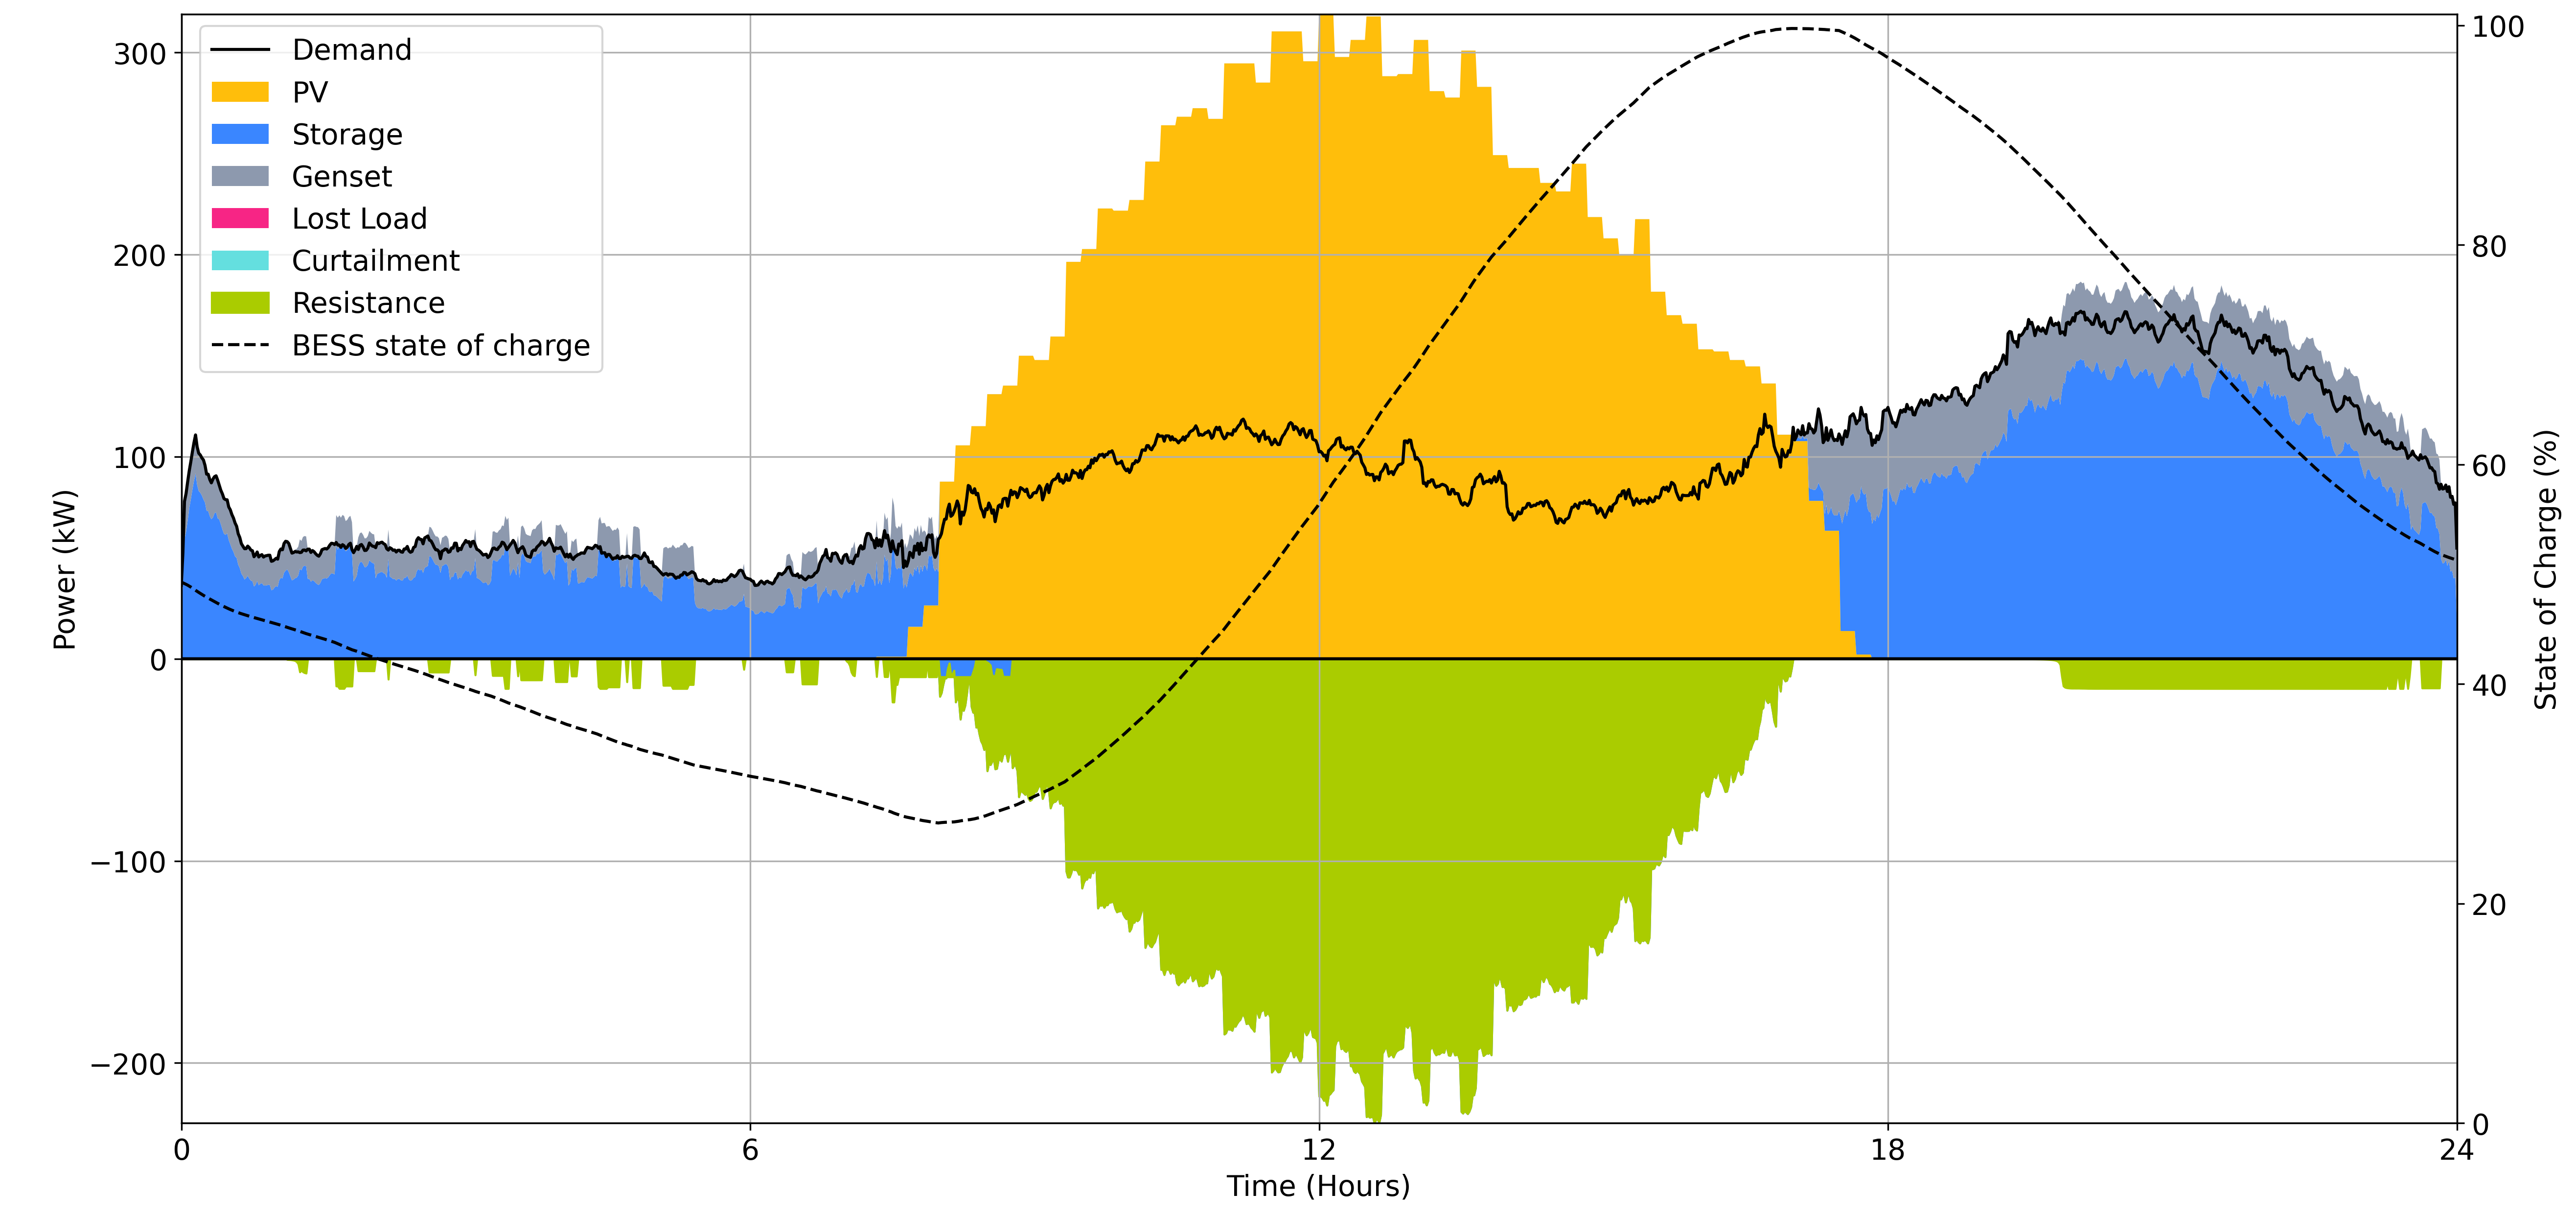 Demand
PV
Storage
Genset
Lost Load
Curtailment
Resistance
BESS state of charge
300
200
100
0
−100
−200
Power (kW)
100
80
60
40
20
0
State of Charge (%)
0 6 12 18 24
Time (Hours)